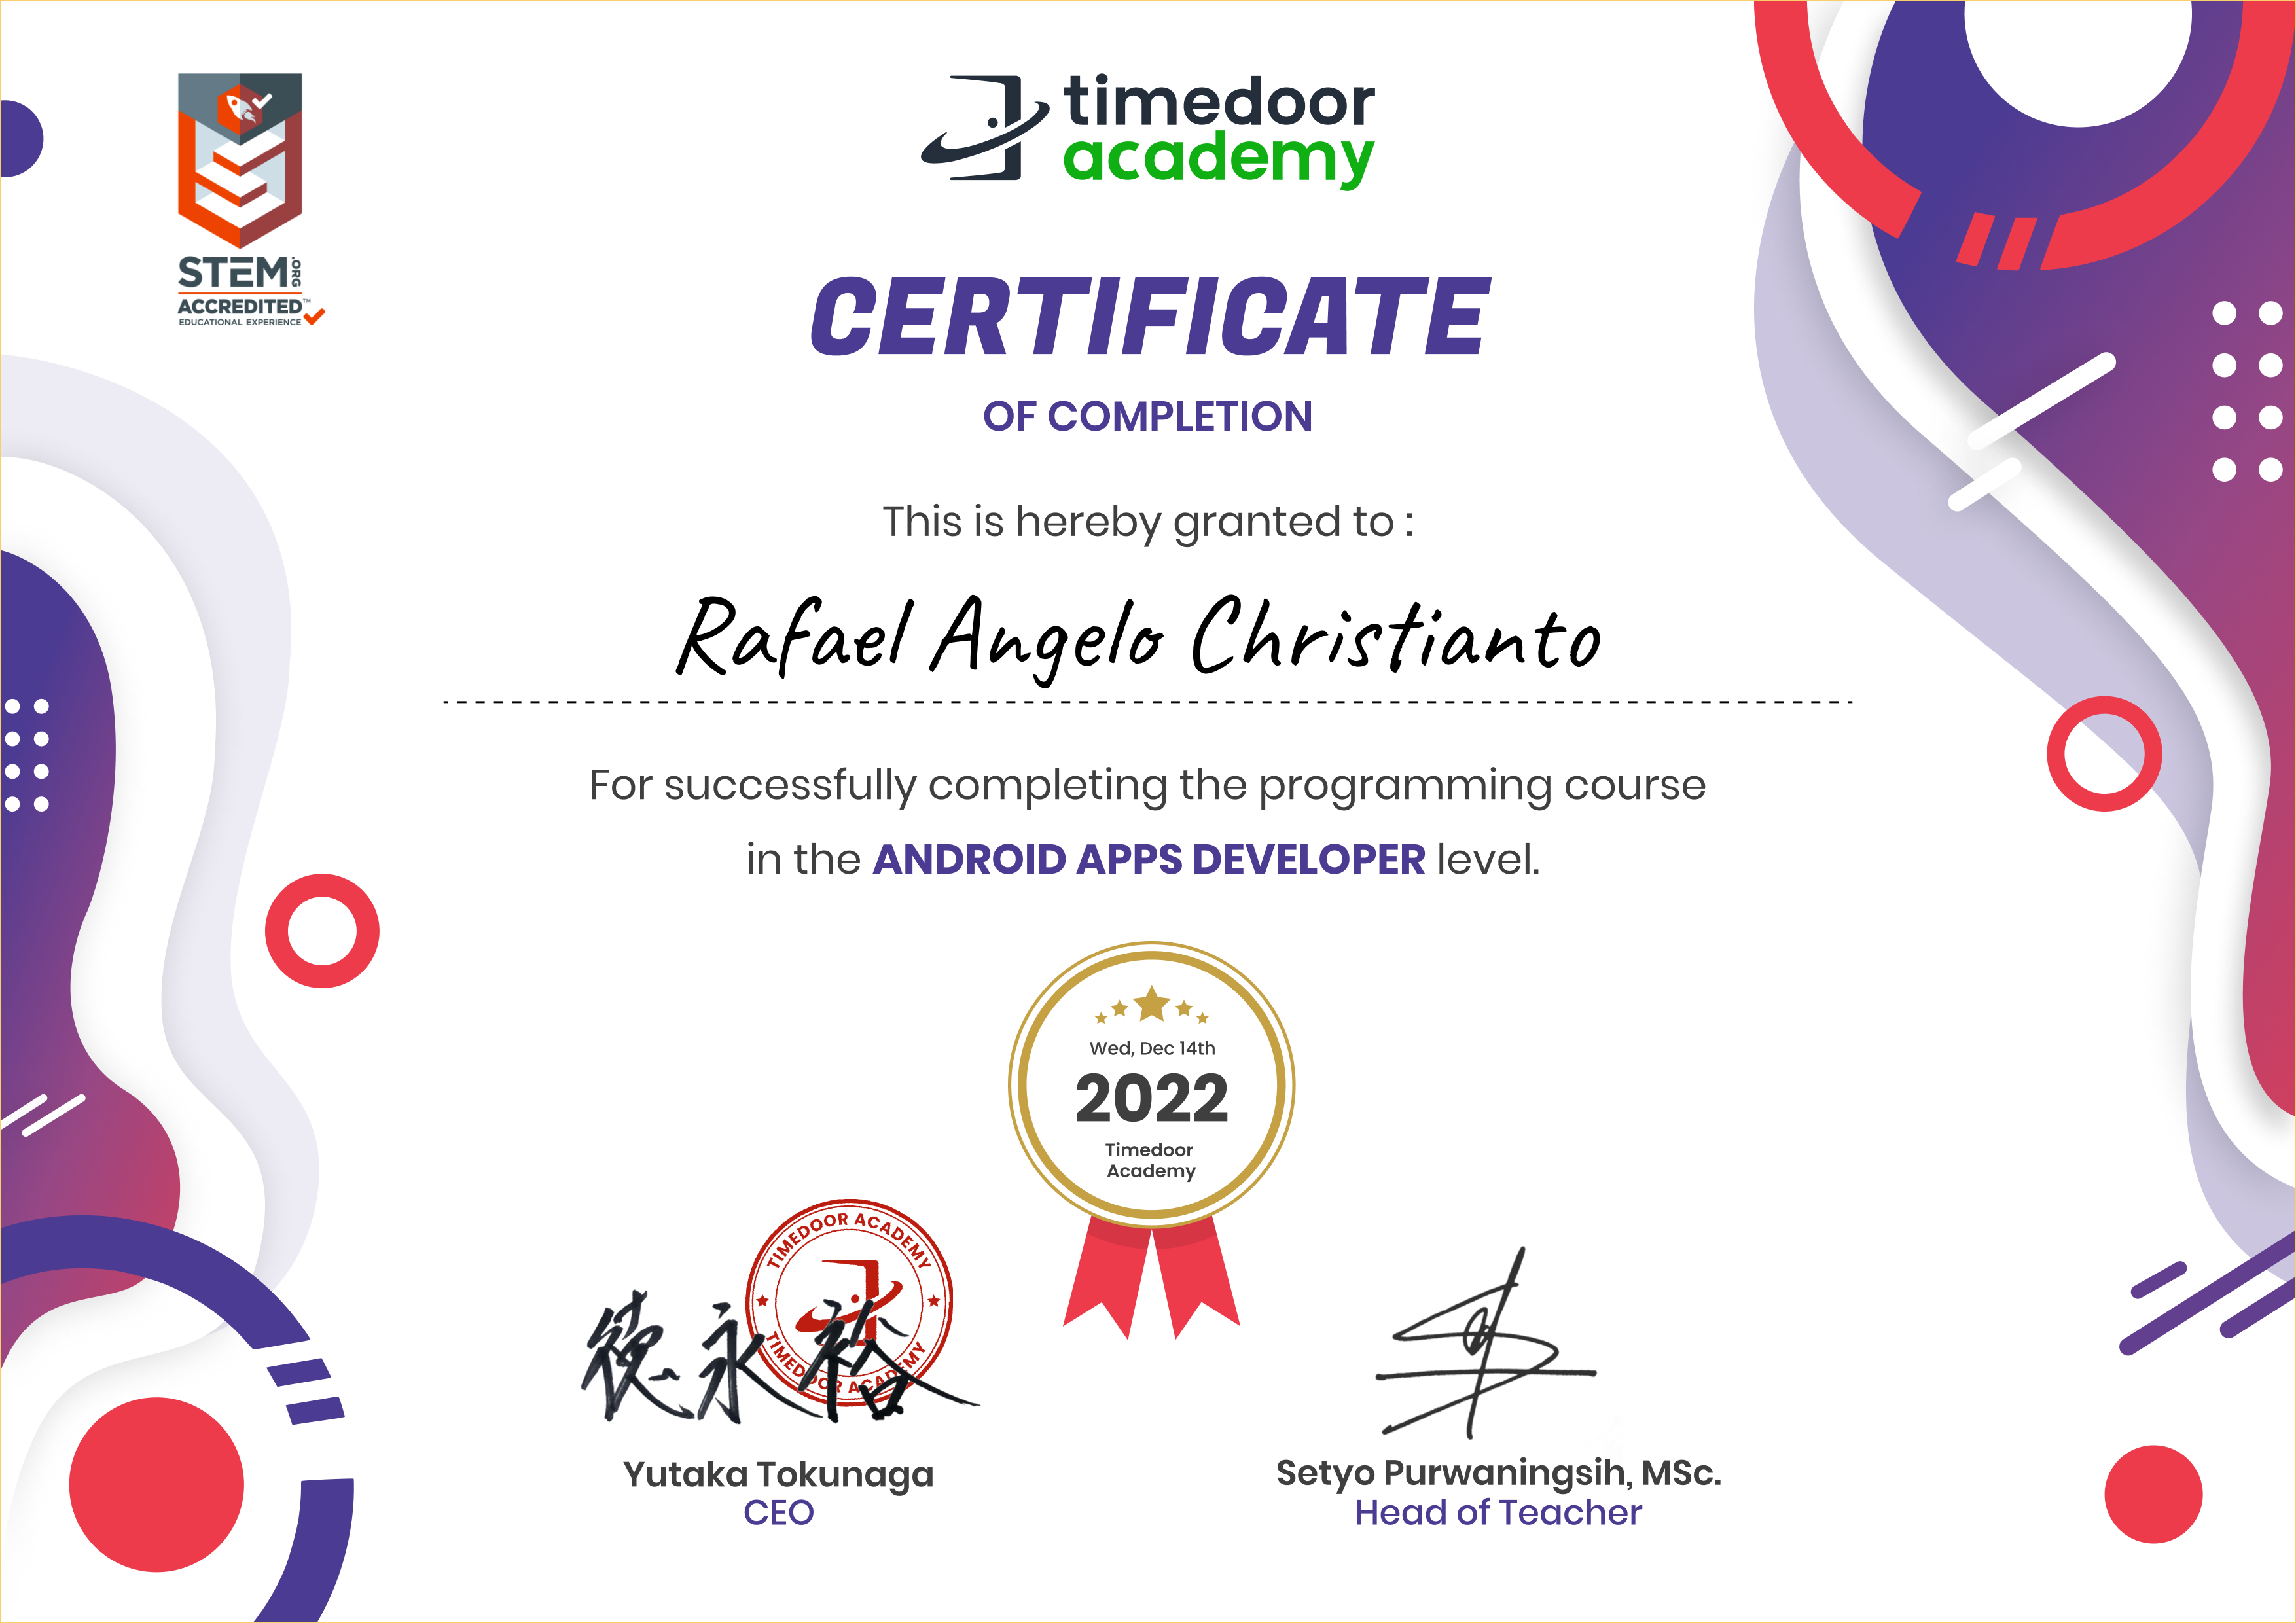 STEM.ORG
ACCREDITED™
EDUCATIONAL EXPERIENCE
timedoor
academy
CERTIFICATE
OF COMPLETION
This is hereby granted to :
Rafael Angelo Christianto
For successfully completing the programming course
in the ANDROID APPS DEVELOPER level.
Wed, Dec 14th
2022
Timedoor
Academy
TIMEDOOR ACADEMY
TIMEDOOR ACADEMY
徳永 裕
Yutaka Tokunaga
CEO
Setyo Purwaningsih, MSc.
Head of Teacher